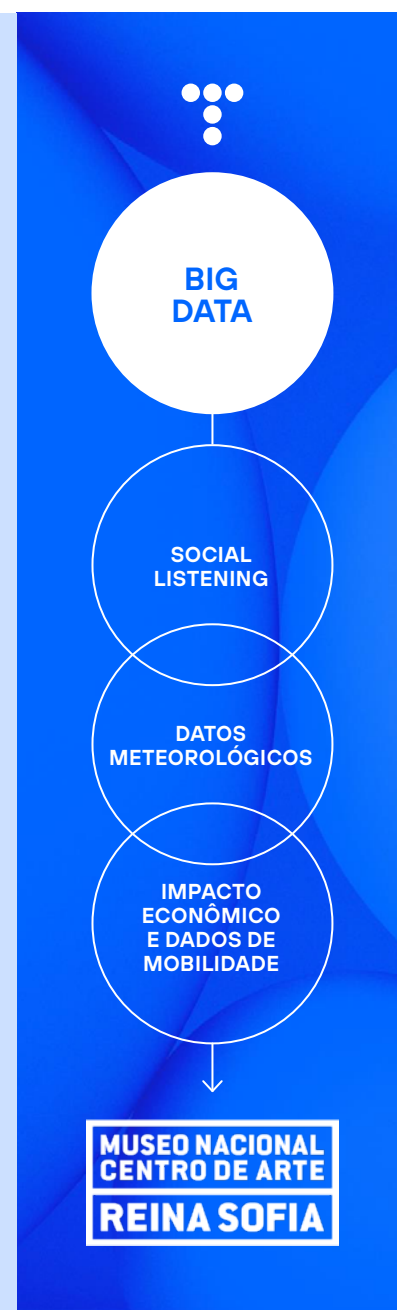 BIG
DATA
SOCIAL
LISTENING
DATOS
METEOROLÓGICOS
IMPACTO
ECONÔMICO
E DADOS DE
MOBILIDADE
MUSEO NACIONAL
CENTRO DE ARTE
REINA SOFIA